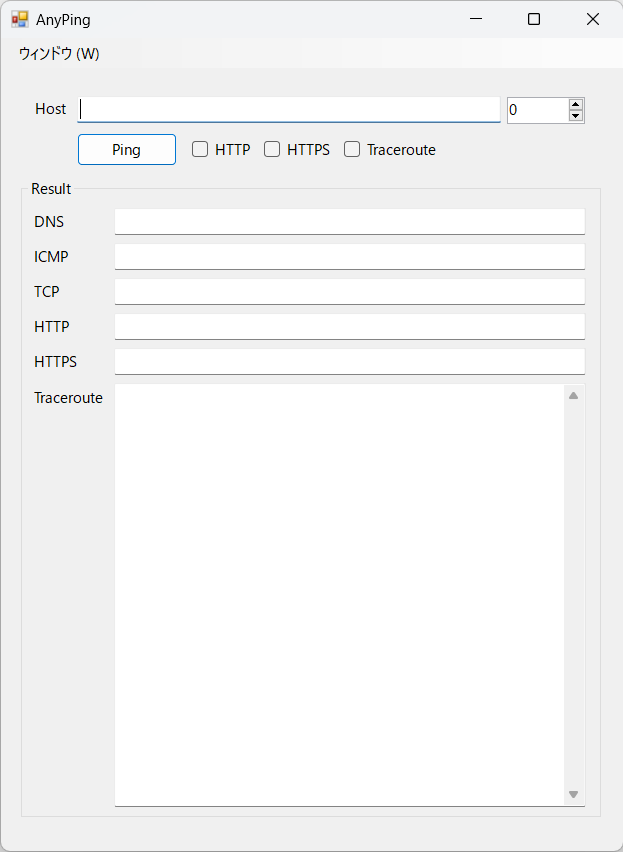 AnyPing
ウィンドウ (W)
Host 0
Ping HTTP HTTPS Traceroute
Result
DNS
ICMP
TCP
HTTP
HTTPS
Traceroute